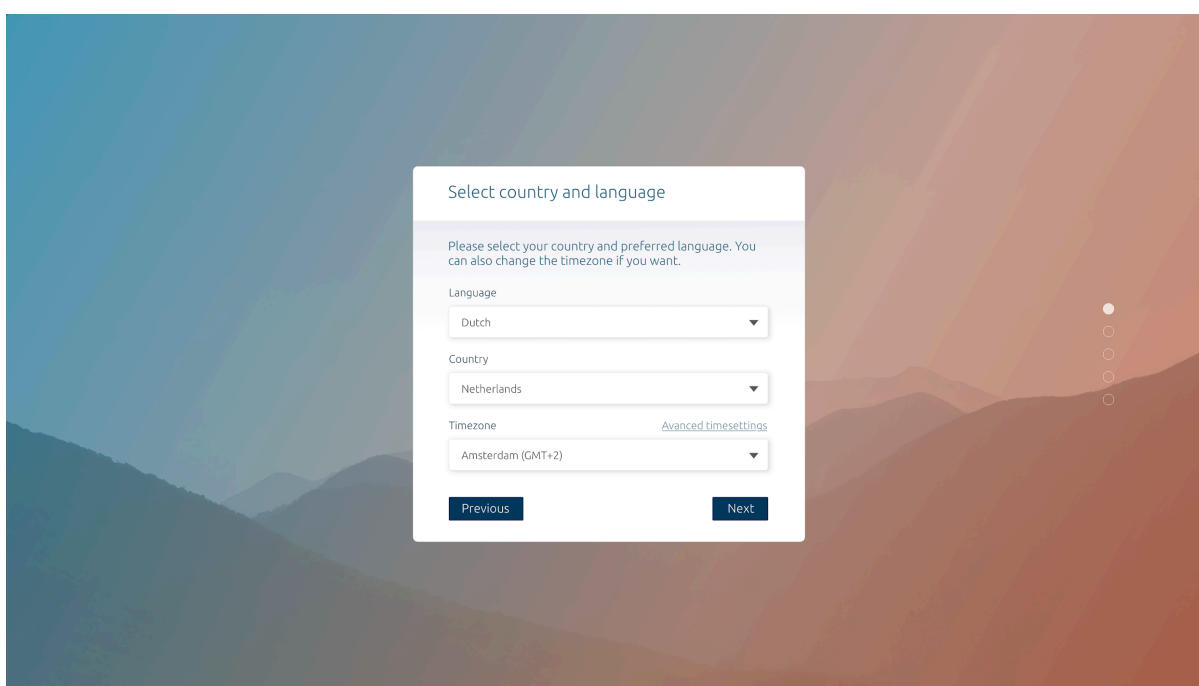 Select country and language
Please select your country and preferred language. You
can also change the timezone if you want.
Language
Dutch
Country
Netherlands
Timezone
Avanced timesettings
Amsterdam (GMT+2)
Previous
Next